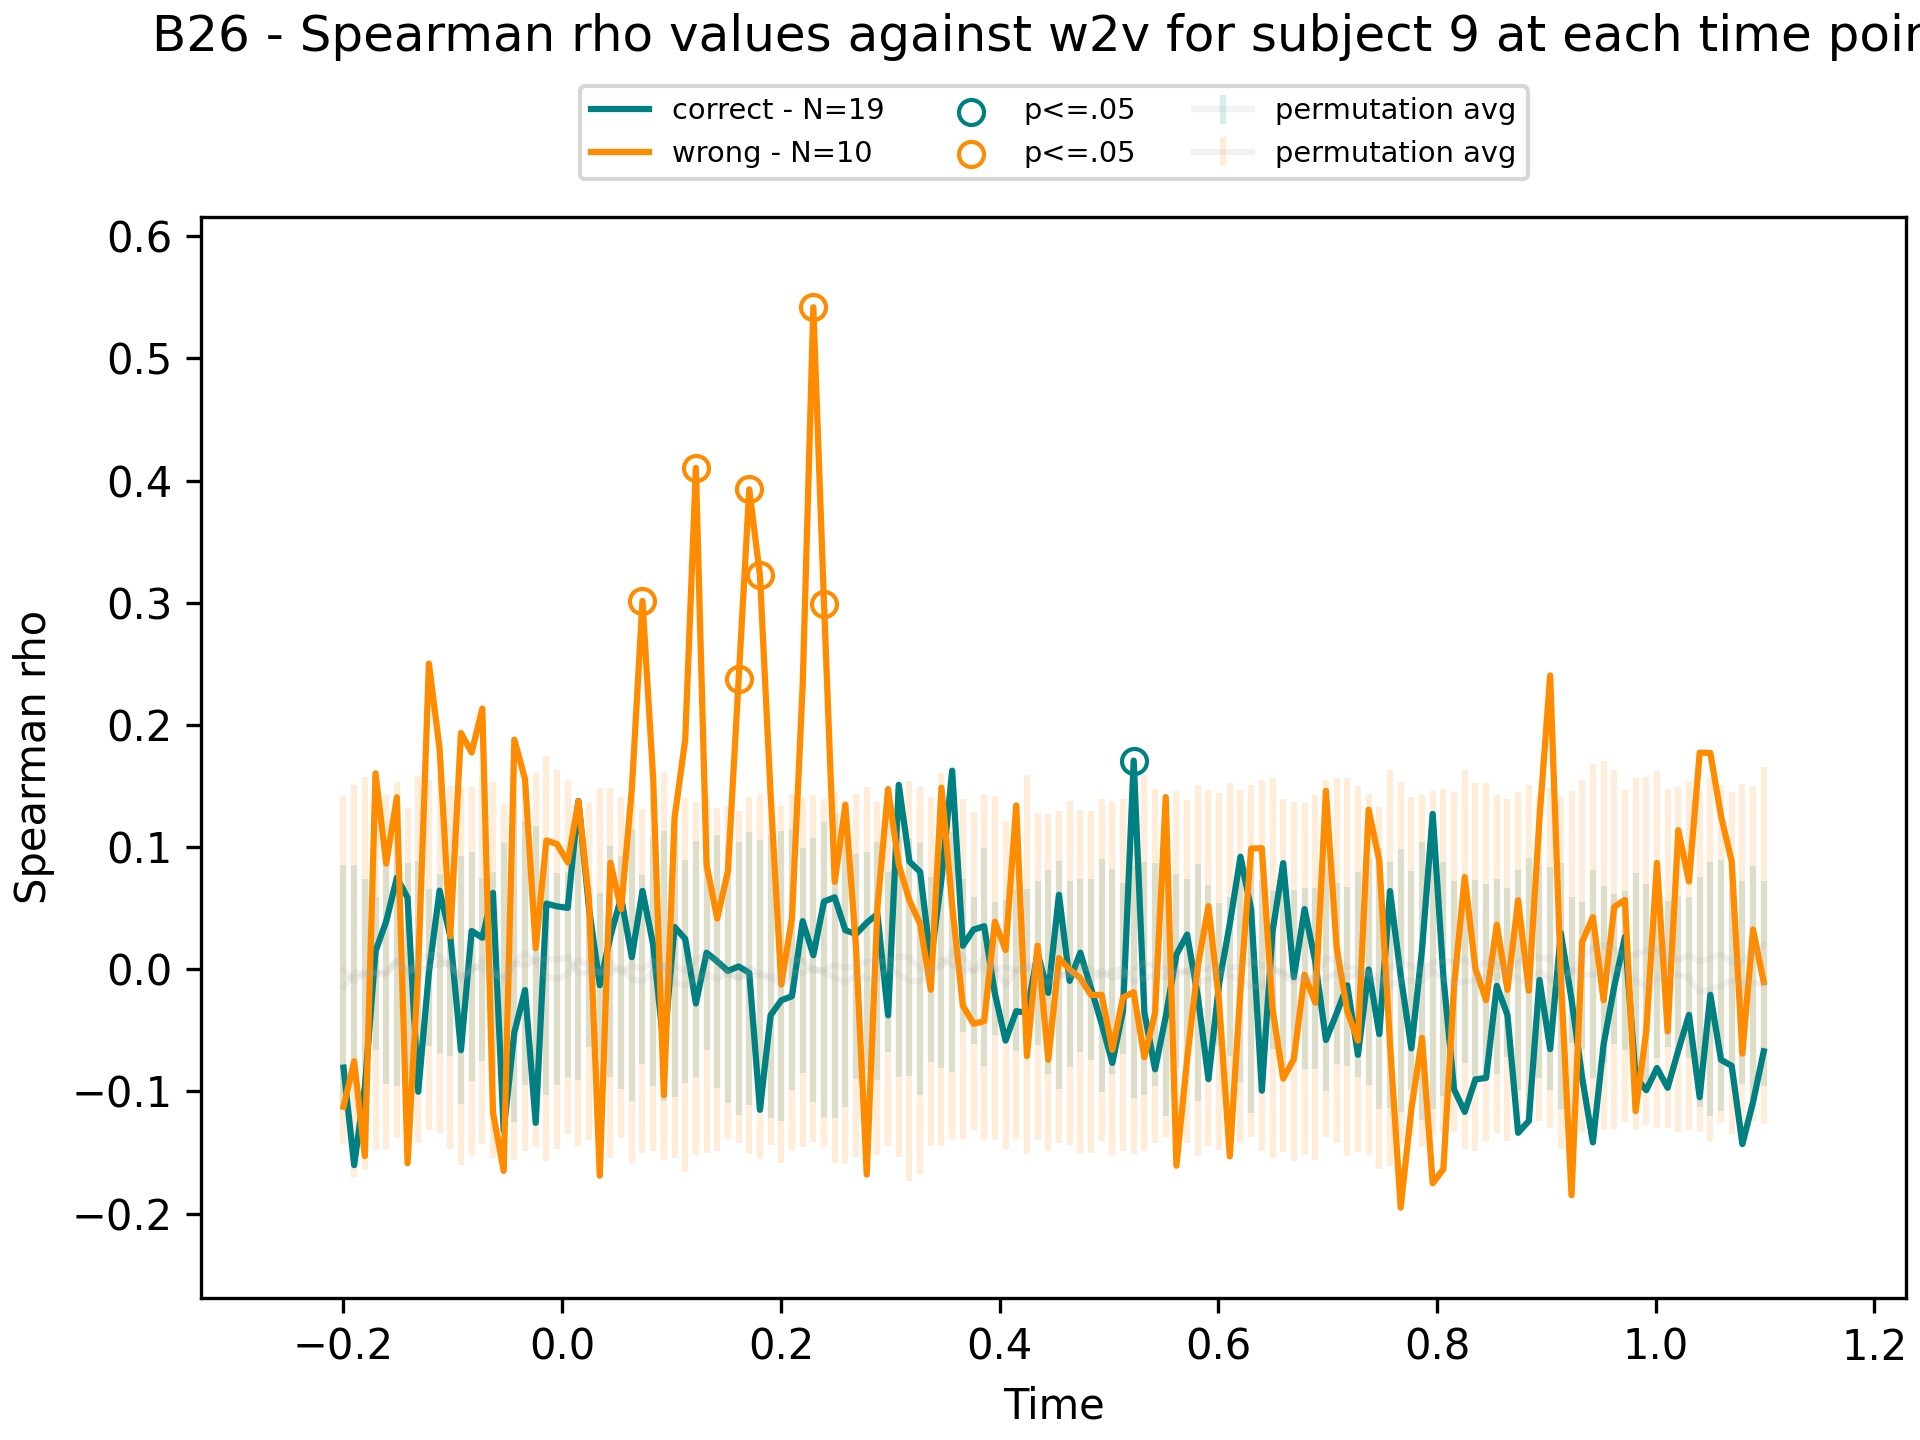 B26 - Spearman rho values against w2v for subject 9 at each time poin
correct - N=19 p<=.05 permutation avg
wrong - N=10 p<=.05 permutation avg
0.6
0.5
0.4
0.3
0.2
0.1
0.0
−0.1
−0.2
Spearman rho
−0.2 0.0 0.2 0.4 0.6 0.8 1.0 1.2
Time